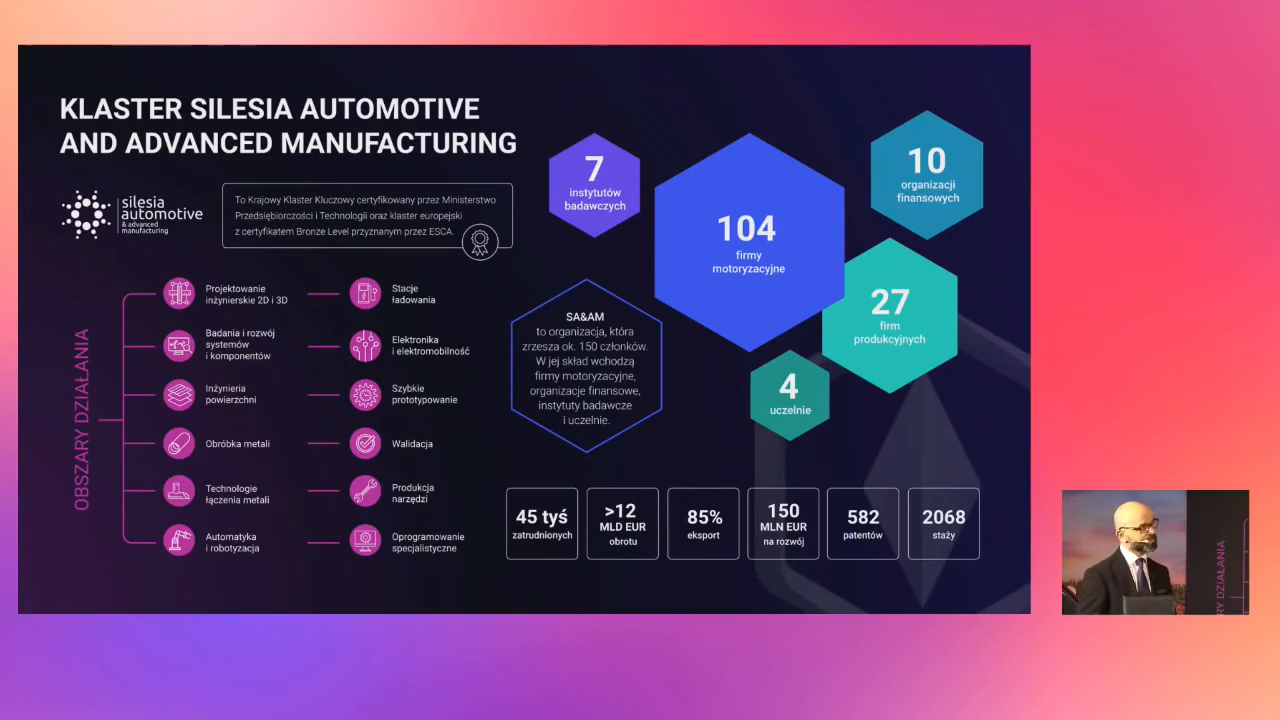 KLASTER SILESIA AUTOMOTIVE
AND ADVANCED MANUFACTURING
silesia
automotive
& advanced
manufacturing
To Krajowy Klaster Kluczowy certyfikowany przez Ministerstwo
Przedsiębiorczości i Technologii oraz klaster europejski
z certyfikatem Bronze Level przyznanym przez ESCA.
OBSZARY DZIAŁANIA
Projektowanie
inżynierskie 2D i 3D
Badania i rozwój
systemów
i komponentów
Inżynieria
powierzchni
Obróbka metali
Technologie
łączenia metali
Automatyka
i robotyzacja
Stacje
ładowania
Elektronika
i elektromobilność
Szybkie
prototypowanie
Walidacja
Produkcja
narzędzi
Oprogramowanie
specjalistyczne
7
instytutów
badawczych
104
firmy
motoryzacyjne
10
organizacji
finansowych
27
firm
produkcyjnych
4
uczelnie
SA&AM
to organizacja, która
zrzesza ok. 150 członków.
W jej skład wchodzą
firmy motoryzacyjne,
organizacje finansowe,
instytuty badawcze
i uczelnie.
45 tyś
zatrudnionych
>12
MLD EUR
obrotu
85%
eksport
150
MLN EUR
na rozwój
582
patentów
2068
staży
RY DZIAŁANIA